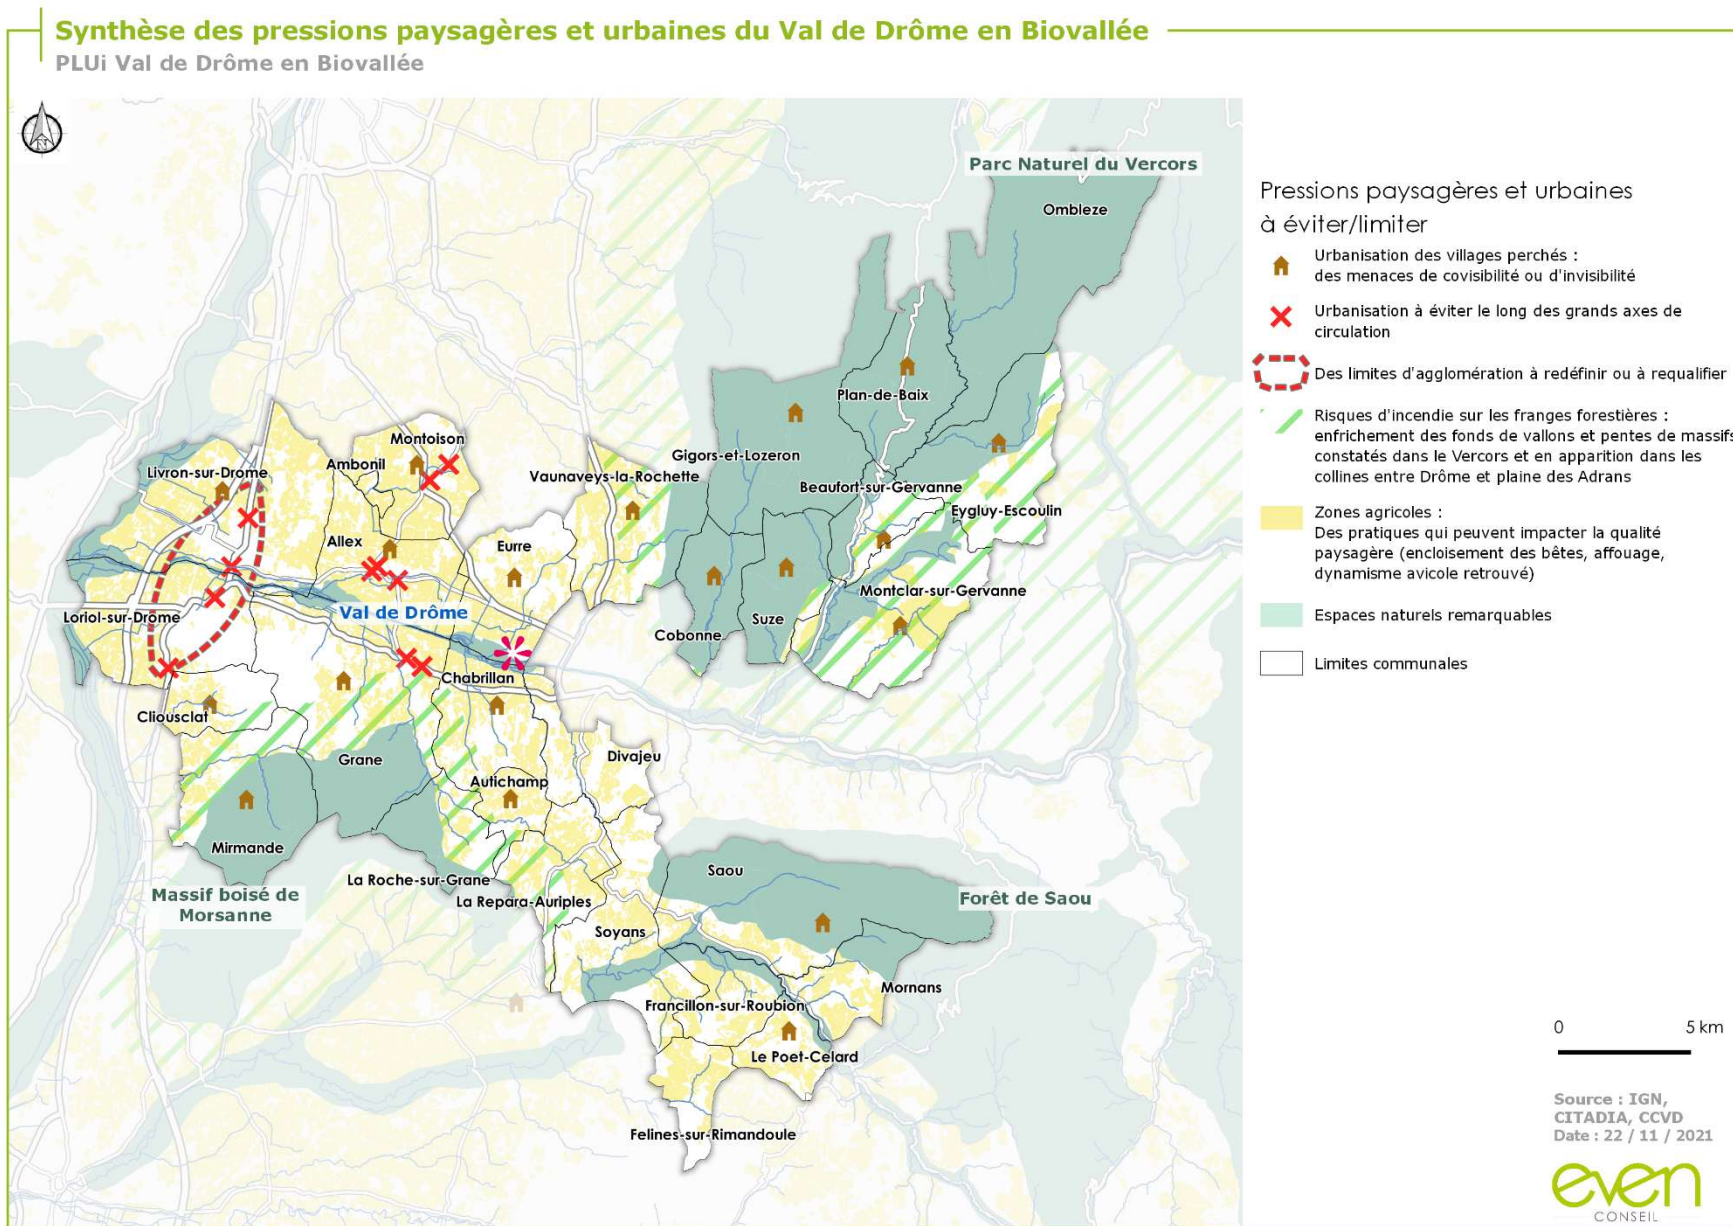 Synthèse des pressions paysagères et urbaines du Val de Drôme en Biovallée
PLUi Val de Drôme en Biovallée
N
Parc Naturel du Vercors
Ombleze
Plan-de-Baix
Montoison
Ambonil
Livron-sur-Drome
Vaunaveys-la-Rochette
Gigors-et-Lozeron
Beaufort-sur-Gervanne
Eygluy-Escoulin
Allex
Eurre
Montclar-sur-Gervanne
Val de Drôme
Loriol-sur-Drôme
Suze
Cobonne
Chabrillan
Cliousclat
Grane
Divajeu
Autichamp
Mirmande
Saou
La Roche-sur-Grane
Massif boisé de
Morsanne
La Repara-Auriples
Forêt de Saou
Soyans
Mornans
Francillon-sur-Roubion
Le Poet-Celard
Felines-sur-Rimandoule
Pressions paysagères et urbaines
à éviter/limiter
Urbanisation des villages perchés :
des menaces de covisibilité ou d'invisibilité
Urbanisation à éviter le long des grands axes de
circulation
Des limites d'agglomération à redéfinir ou à requalifier
Risques d'incendie sur les franges forestières :
enfrichement des fonds de vallons et pentes de massifs
constatés dans le Vercors et en apparition dans les
collines entre Drôme et plaine des Adrans
Zones agricoles :
Des pratiques qui peuvent impacter la qualité
paysagère (encloisement des bêtes, affouage,
dynamisme avicole retrouvé)
Espaces naturels remarquables
Limites communales
0 5 km
Source : IGN,
CITADIA, CCVD
Date : 22 / 11 / 2021
even
CONSEIL